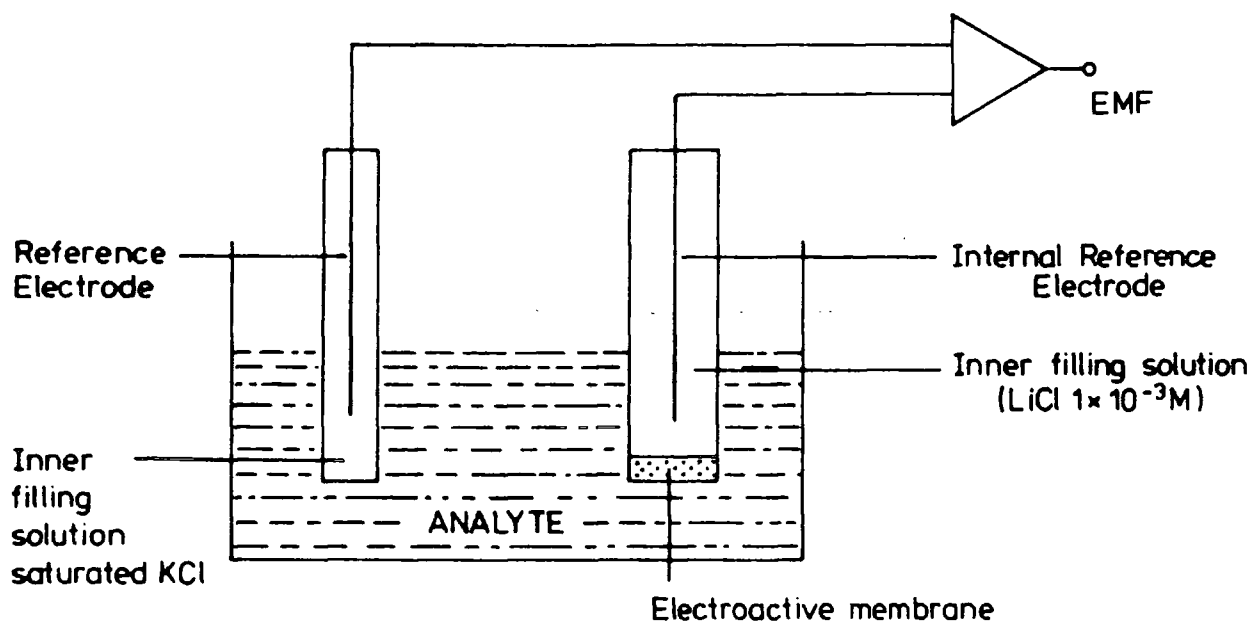 EMF
Reference
Electrode
Internal Reference
Electrode
Inner filling solution
(LiCl 1 × 10⁻³M)
Inner
filling
solution
saturated KCl
ANALYTE
Electroactive membrane